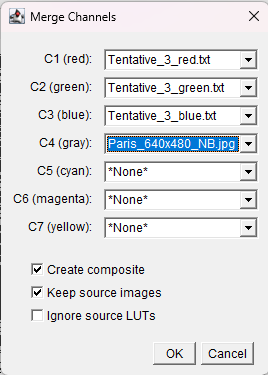 Merge Channels
C1 (red): Tentative_3_red.txt
C2 (green): Tentative_3_green.txt
C3 (blue): Tentative_3_blue.txt
C4 (gray): Paris_640x480_NB.jpg
C5 (cyan): *None*
C6 (magenta): *None*
C7 (yellow): *None*
Create composite
Keep source images
Ignore source LUTs
OK Cancel